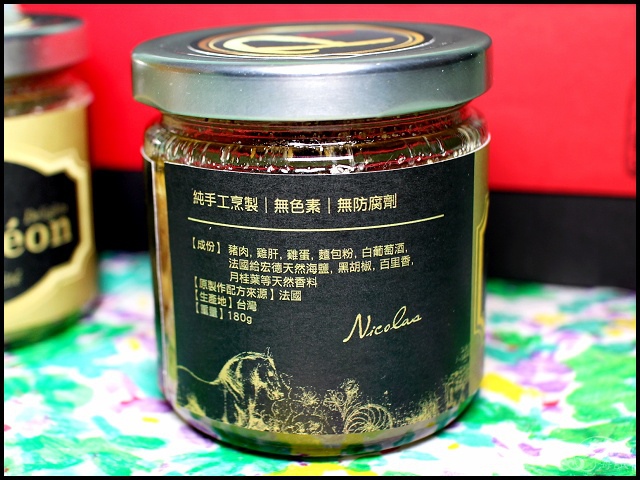 純手工烹製｜無色素｜無防腐劑
【成份】豬肉, 雞肝, 雞蛋, 麵包粉, 白葡萄酒,
法國給宏德天然海鹽, 黑胡椒, 百里香,
月桂葉等天然香料
【原製作配方來源】法國
【生產地】台灣
【重量】180g
Nicolas
éon